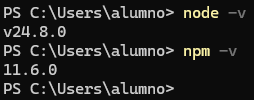 PS C:\Users\alumno> node -v
v24.8.0
PS C:\Users\alumno> npm -v
11.6.0
PS C:\Users\alumno>